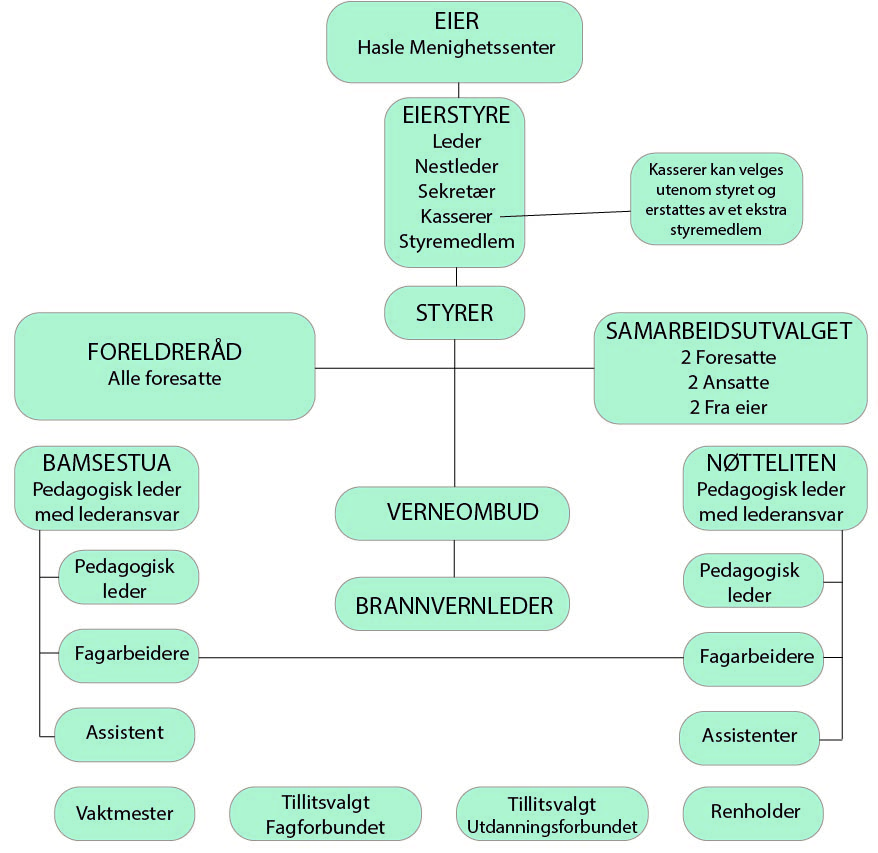 EIER
Hasle Menighetssenter
EIERSTYRE
Leder
Nestleder
Sekretær
Kasserer
Styremedlem
Kasserer kan velges
utenom styret og
erstattes av et ekstra
styremedlem
STYRER
FORELDRERÅD
Alle foresatte
SAMARBEIDSUTVALGET
2 Foresatte
2 Ansatte
2 Fra eier
BAMSESTUA
Pedagogisk leder
med lederansvar
NØTTELITEN
Pedagogisk leder
med lederansvar
VERNEOMBUD
Pedagogisk
leder
BRANNVERNLEDER
Pedagogisk
leder
Fagarbeidere
Fagarbeidere
Assistent
Assistenter
Vaktmester
Tillitsvalgt
Fagforbundet
Tillitsvalgt
Utdanningsforbundet
Renholder